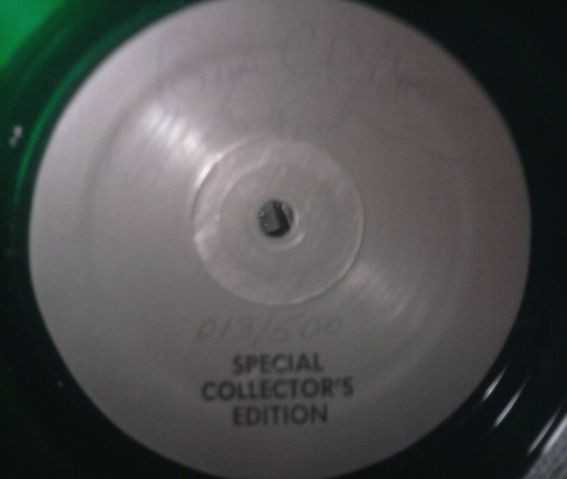 013/500
SPECIAL
COLLECTOR'S
EDITION